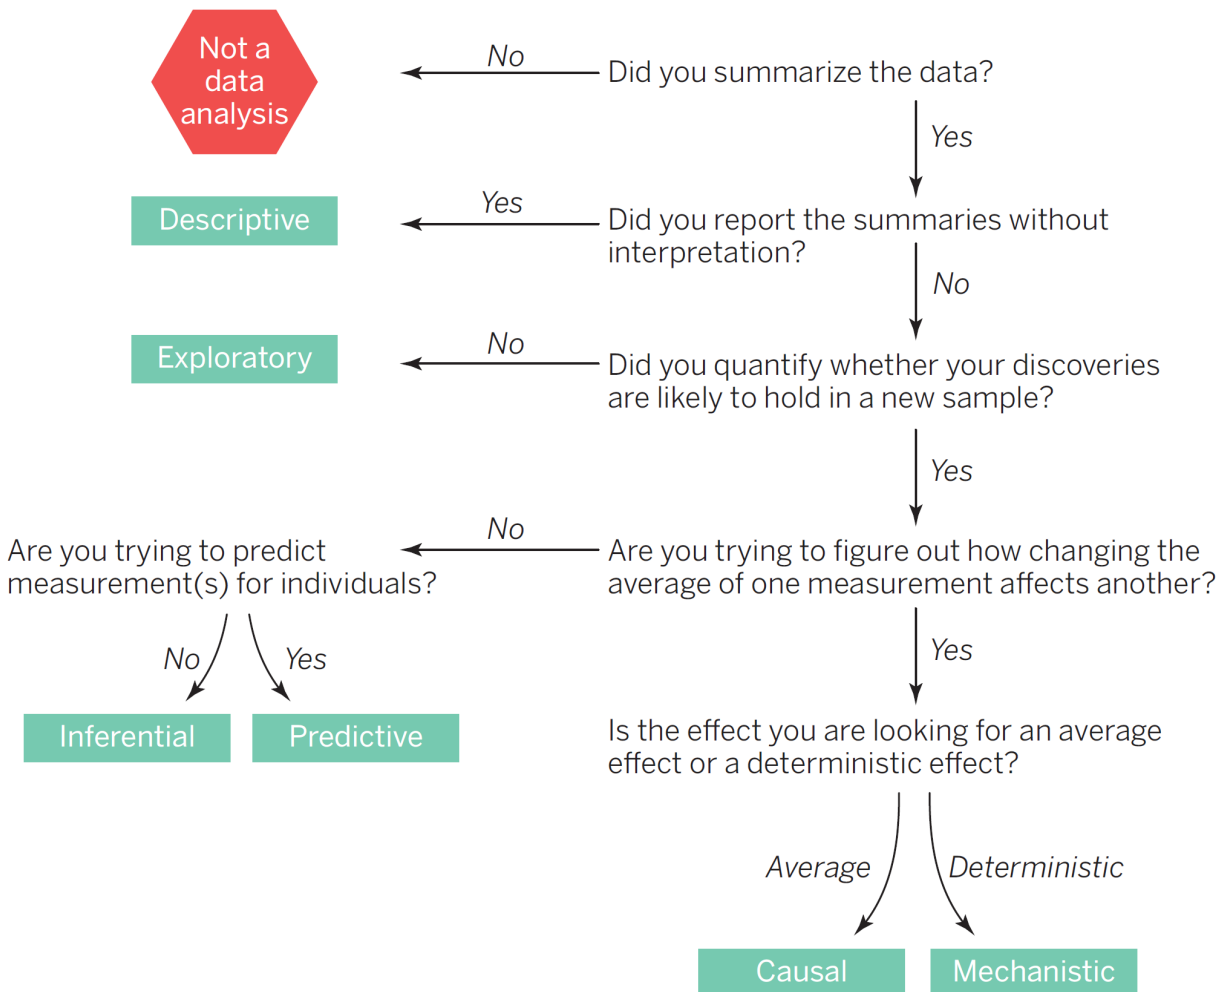 Not a
data
analysis
No
Did you summarize the data?
Yes
Descriptive
Yes
Did you report the summaries without
interpretation?
No
Exploratory
No
Did you quantify whether your discoveries
are likely to hold in a new sample?
Yes
Are you trying to predict
measurement(s) for individuals?
No
Are you trying to figure out how changing the
average of one measurement affects another?
No
Yes
Yes
Inferential
Predictive
Is the effect you are looking for an average
effect or a deterministic effect?
Average
Deterministic
Causal
Mechanistic